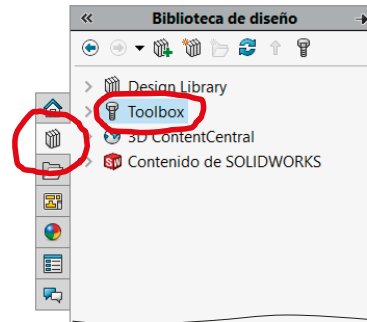 Biblioteca de diseño
Design Library
Toolbox
3D ContentCentral
Contenido de SOLIDWORKS